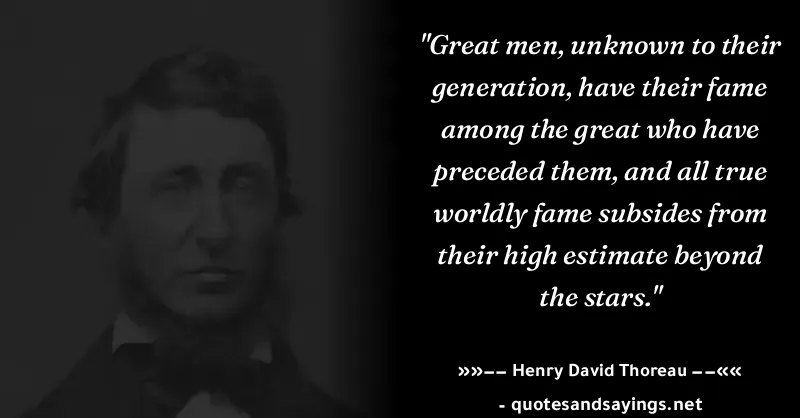 "Great men, unknown to their
generation, have their fame
among the great who have
preceded them, and all true
worldly fame subsides from
their high estimate beyond
the stars."
»»–– Henry David Thoreau ––««
- quotesandsayings.net